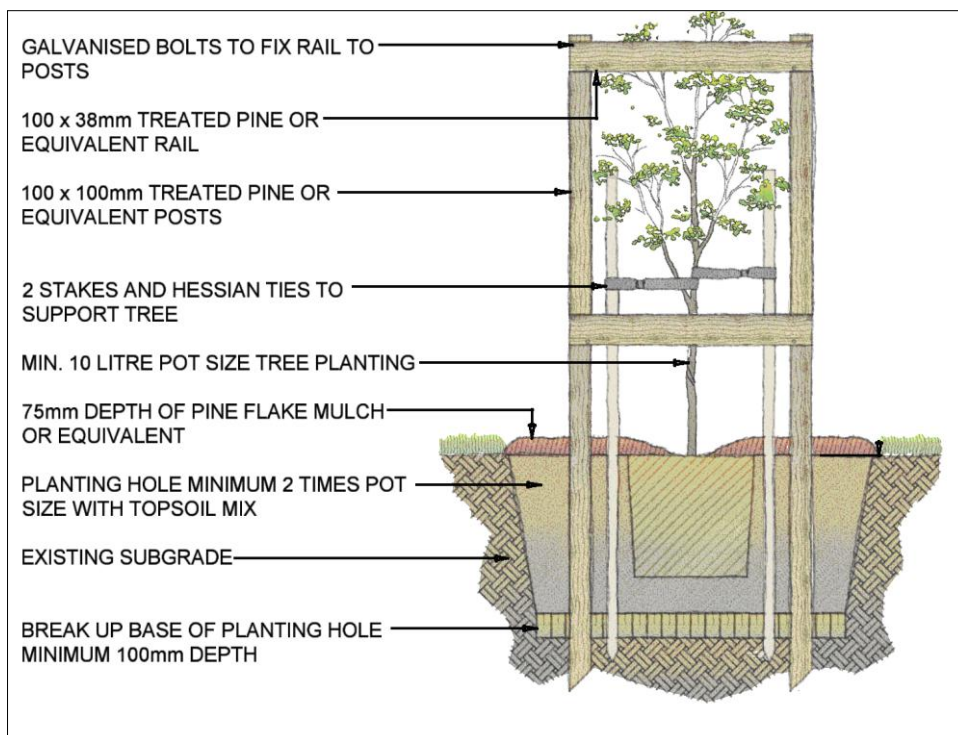 GALVANISED BOLTS TO FIX RAIL TO
POSTS
100 x 38mm TREATED PINE OR
EQUIVALENT RAIL
100 x 100mm TREATED PINE OR
EQUIVALENT POSTS
2 STAKES AND HESSIAN TIES TO
SUPPORT TREE
MIN. 10 LITRE POT SIZE TREE PLANTING
75mm DEPTH OF PINE FLAKE MULCH
OR EQUIVALENT
PLANTING HOLE MINIMUM 2 TIMES POT
SIZE WITH TOPSOIL MIX
EXISTING SUBGRADE
BREAK UP BASE OF PLANTING HOLE
MINIMUM 100mm DEPTH